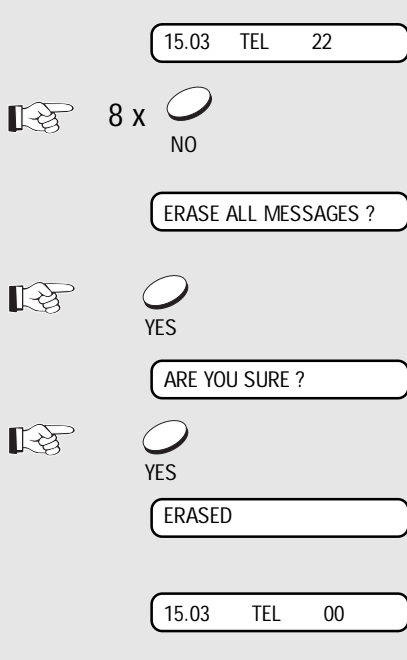 15.03 TEL 22
8 x
NO
ERASE ALL MESSAGES ?
YES
ARE YOU SURE ?
YES
ERASED
15.03 TEL 00